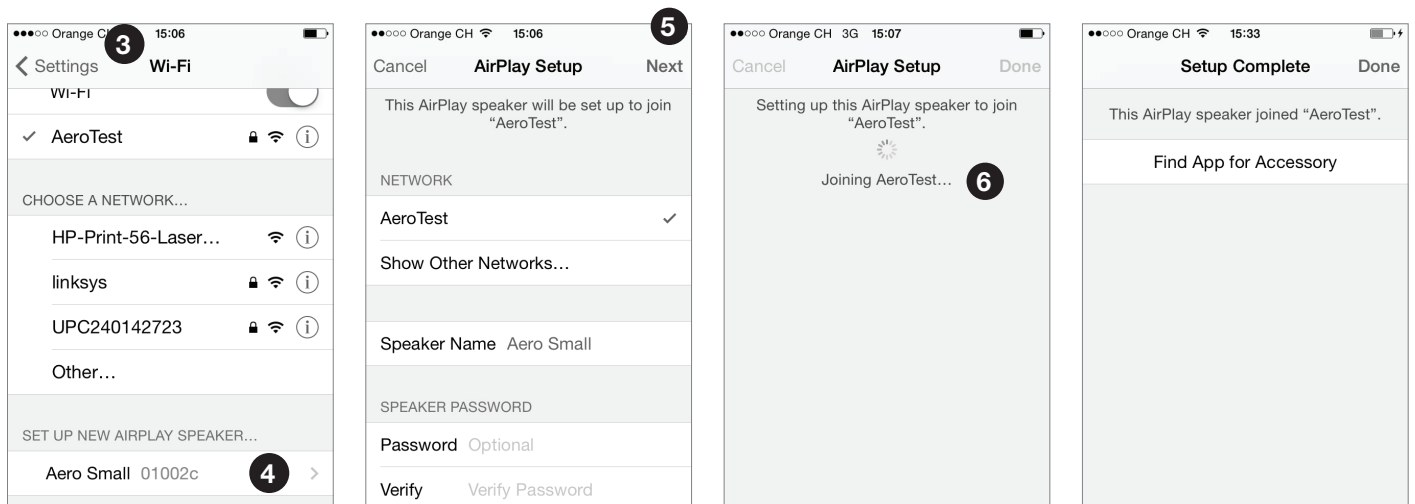 Orange C 15:06
3
Settings Wi-Fi
Wi-Fi
AeroTest
CHOOSE A NETWORK...
HP-Print-56-Laser...
linksys
UPC240142723
Other...
SET UP NEW AIRPLAY SPEAKER...
Aero Small 01002c
4
Orange CH 15:06
5
Cancel AirPlay Setup Next
This AirPlay speaker will be set up to join
“AeroTest”.
NETWORK
AeroTest
Show Other Networks...
Speaker Name Aero Small
SPEAKER PASSWORD
Password Optional
Verify Verify Password
Orange CH 3G 15:07
Cancel AirPlay Setup Done
Setting up this AirPlay speaker to join
“AeroTest”.
Joining AeroTest... 6
Orange CH 15:33
Setup Complete Done
This AirPlay speaker joined “AeroTest”.
Find App for Accessory